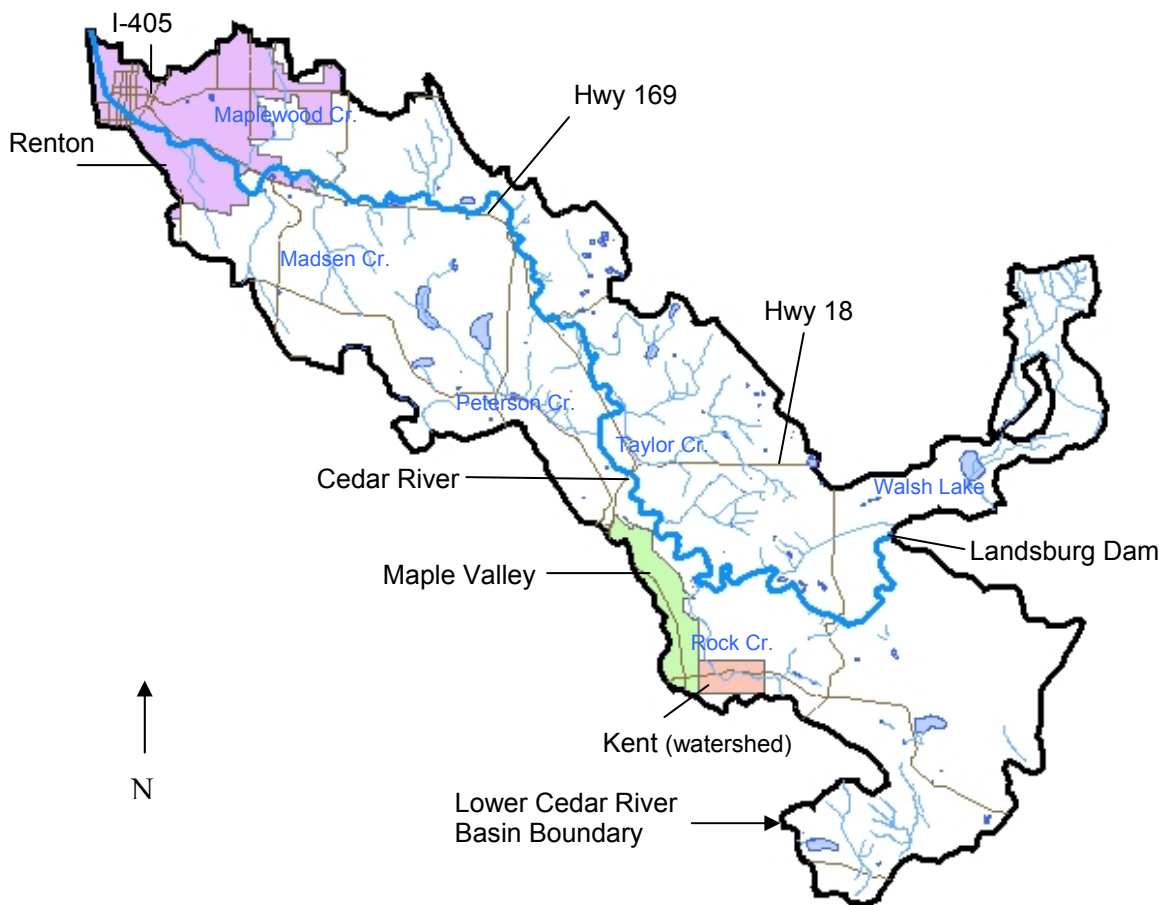 I-405
Hwy 169
Maplewood Cr.
Renton
Madsen Cr.
Hwy 18
Peterson Cr.
Taylor Cr.
Cedar River
Walsh Lake
Landsburg Dam
Maple Valley
Rock Cr.
Kent (watershed)
N
Lower Cedar River
Basin Boundary